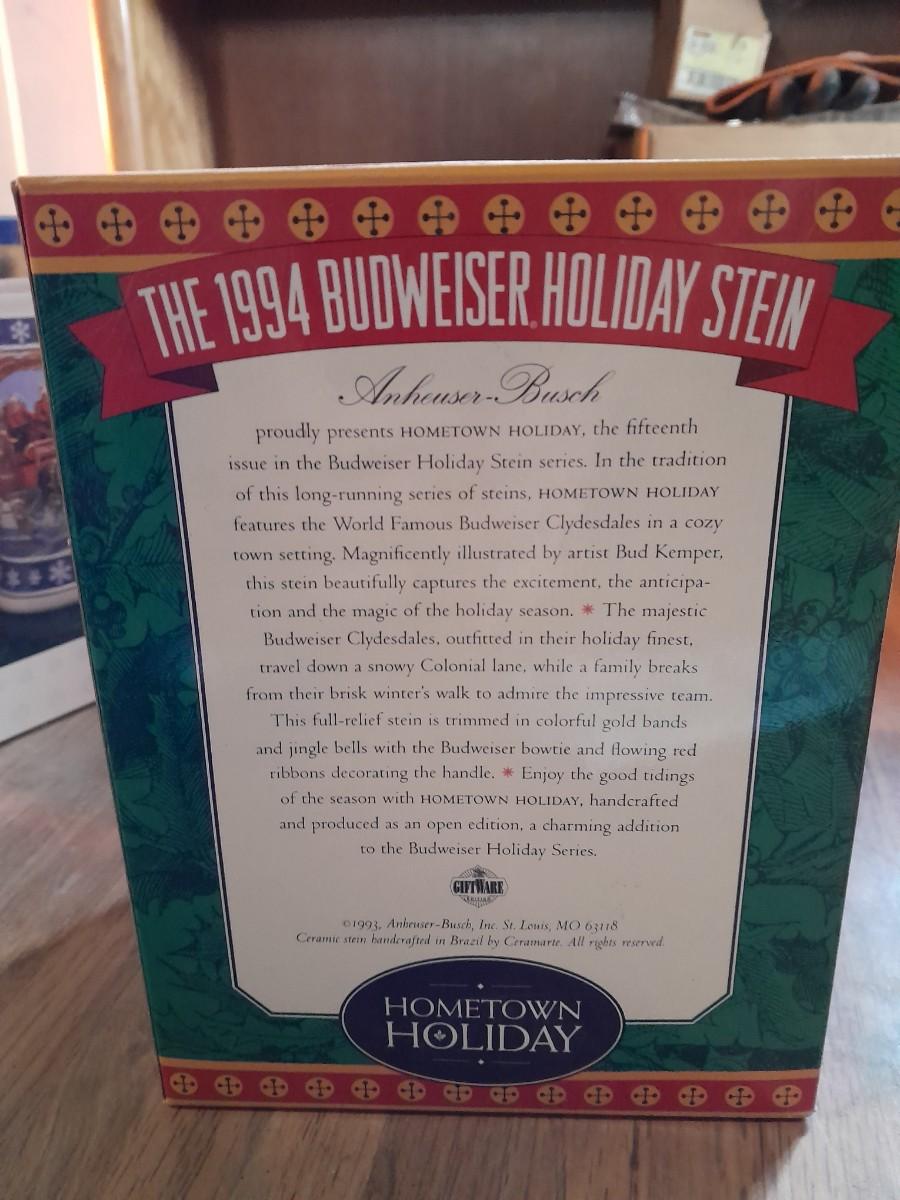 THE 1994 BUDWEISER HOLIDAY STEIN
Anheuser-Busch
proudly presents HOMETOWN HOLIDAY, the fifteenth
issue in the Budweiser Holiday Stein series. In the tradition
of this long-running series of steins, HOMETOWN HOLIDAY
features the World Famous Budweiser Clydesdales in a cozy
town setting. Magnificently illustrated by artist Bud Kemper,
this stein beautifully captures the excitement, the anticipa-
tion and the magic of the holiday season. * The majestic
Budweiser Clydesdales, outfitted in their holiday finest,
travel down a snowy Colonial lane, while a family breaks
from their brisk winter's walk to admire the impressive team.
This full-relief stein is trimmed in colorful gold bands
and jingle bells with the Budweiser bowtie and flowing red
ribbons decorating the handle. * Enjoy the good tidings
of the season with HOMETOWN HOLIDAY, handcrafted
and produced as an open edition, a charming addition
to the Budweiser Holiday Series.
GIFTWARE
©1993, Anheuser-Busch, Inc. St. Louis, MO 63118
Ceramic stein handcrafted in Brazil by Ceramarte. All rights reserved.
HOMETOWN
HOLIDAY